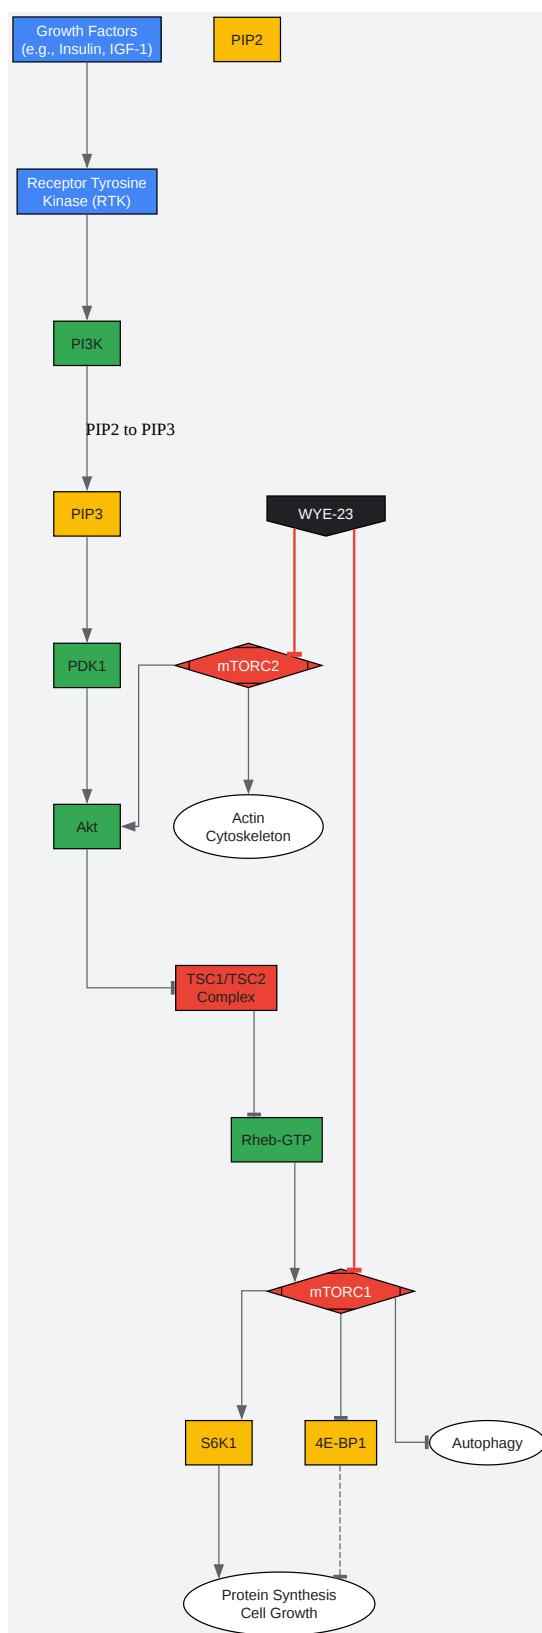 Growth Factors
(e.g., Insulin, IGF-1)
PIP2
Receptor Tyrosine
Kinase (RTK)
PI3K
PIP2 to PIP3
PIP3
WYE-23
PDK1
mTORC2
Akt
Actin
Cytoskeleton
TSC1/TSC2
Complex
Rheb-GTP
mTORC1
S6K1
4E-BP1
Autophagy
Protein Synthesis
Cell Growth